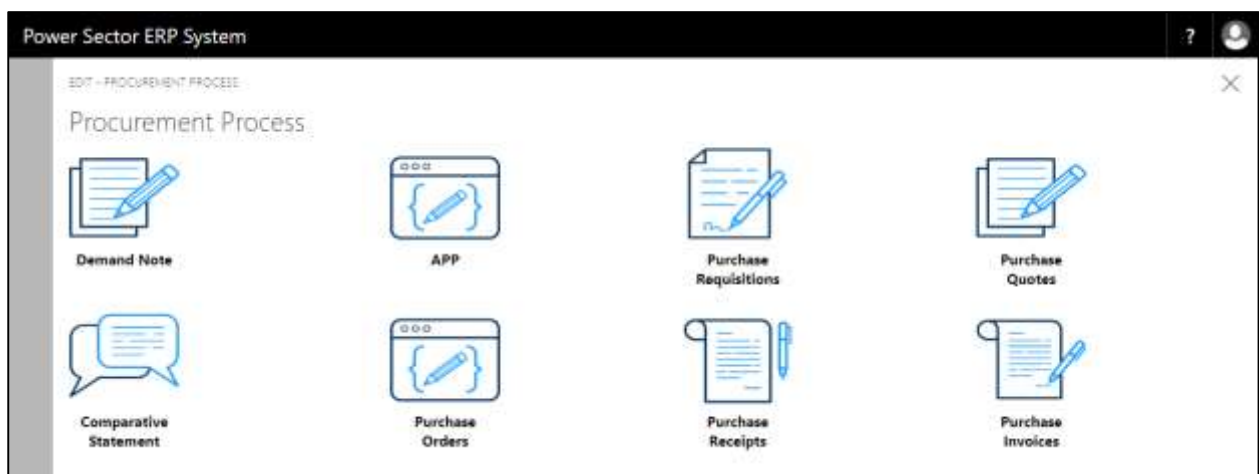 Power Sector ERP System
?
EDIT - PROCUREMENT PROCESS
Procurement Process
Demand Note
APP
Purchase
Requisitions
Purchase
Quotes
Comparative
Statement
Purchase
Orders
Purchase
Receipts
Purchase
Invoices